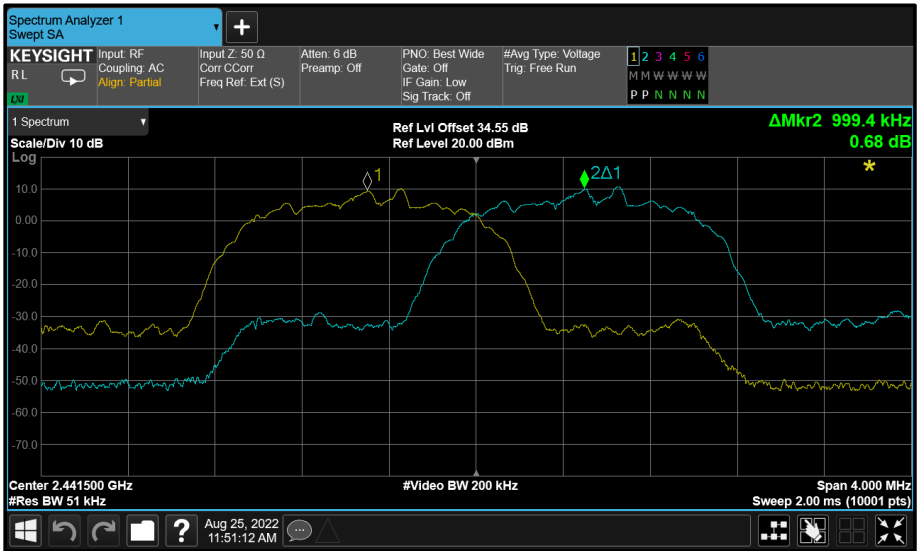 Spectrum Analyzer 1
Swept SA
+
KEYSIGHT
RL
LXI
Input: RF
Coupling: AC
Align: Partial
Input Z: 50 Ω
Corr CCorr
Freq Ref: Ext (S)
Atten: 6 dB
Preamp: Off
PNO: Best Wide
Gate: Off
IF Gain: Low
Sig Track: Off
#Avg Type: Voltage
Trig: Free Run
1 2 3 4 5 6
M M W W W W
P P N N N N
1 Spectrum
Scale/Div 10 dB
Ref Lvl Offset 34.55 dB
Ref Level 20.00 dBm
ΔMkr2 999.4 kHz
0.68 dB
Log
*
1
2Δ1
10.0
0.00
-10.0
-20.0
-30.0
-40.0
-50.0
-60.0
-70.0
Center 2.441500 GHz
#Video BW 200 kHz
Span 4.000 MHz
#Res BW 51 kHz
Sweep 2.00 ms (10001 pts)
?
Aug 25, 2022
11:51:12 AM